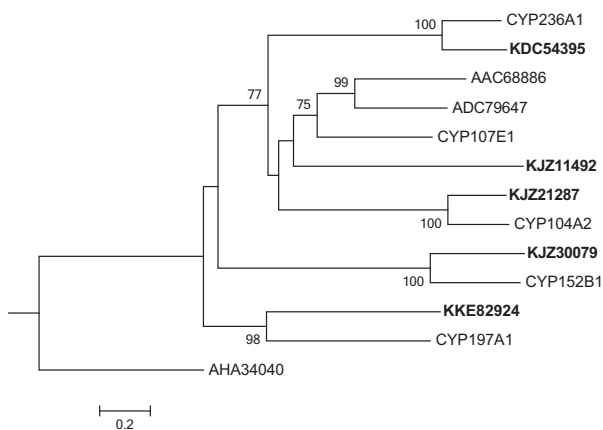 100
CYP236A1
KDC54395
77
99
AAC68886
ADC79647
75
CYP107E1
KJZ11492
KJZ21287
100
CYP104A2
KJZ30079
100
CYP152B1
KKE82924
98
CYP197A1
AHA34040
0.2